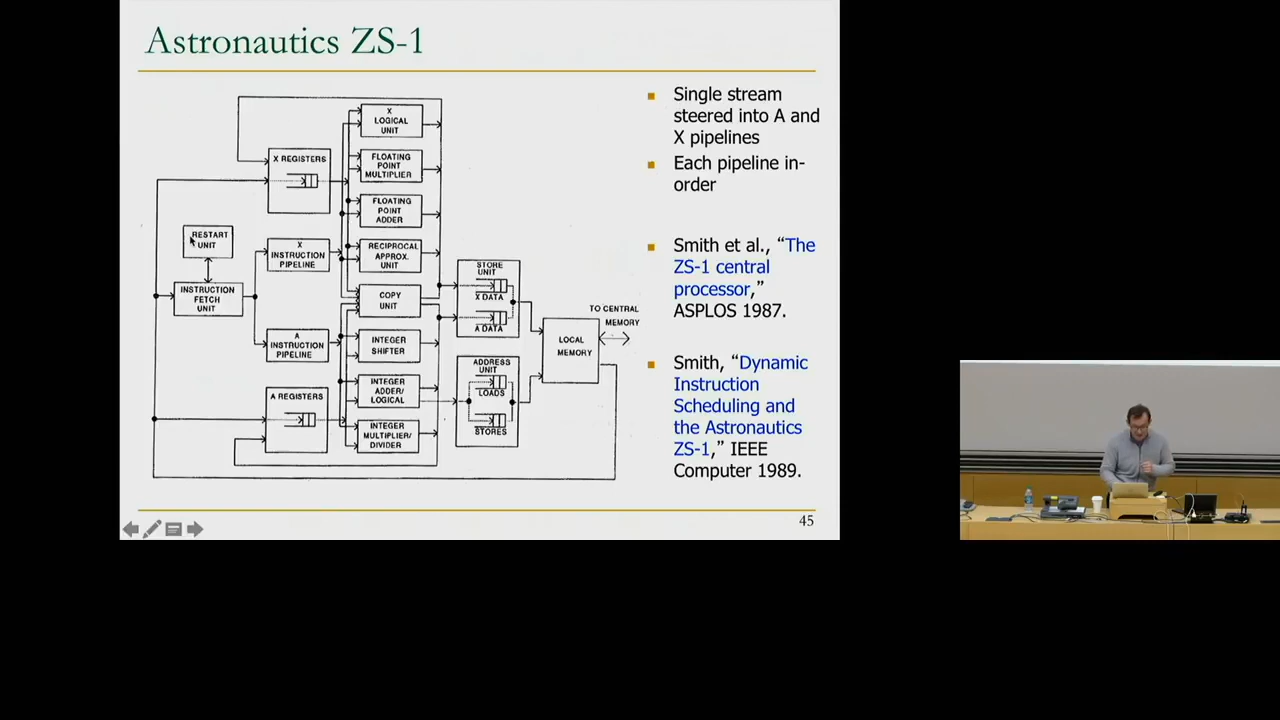 Astronautics ZS-1
X
LOGICAL
UNIT
FLOATING
POINT
MULTIPLIER
X REGISTERS
FLOATING
POINT
ADDER
RESTART
UNIT
X
INSTRUCTION
PIPELINE
RECIPROCAL
APPROX.
UNIT
INSTRUCTION
FETCH
UNIT
COPY
UNIT
STORE
UNIT
X DATA
A DATA
TO CENTRAL
MEMORY
A
INSTRUCTION
PIPELINE
INTEGER
SHIFTER
LOCAL
MEMORY
A REGISTERS
INTEGER
ADDER/
LOGICAL
ADDRESS
UNIT
LOADS
STORES
INTEGER
MULTIPLIER/
DIVIDER
Single stream
steered into A and
X pipelines
Each pipeline in-
order
Smith et al., “The
ZS-1 central
processor,”
ASPLOS 1987.
Smith, “Dynamic
Instruction
Scheduling and
the Astronautics
ZS-1,” IEEE
Computer 1989.
45